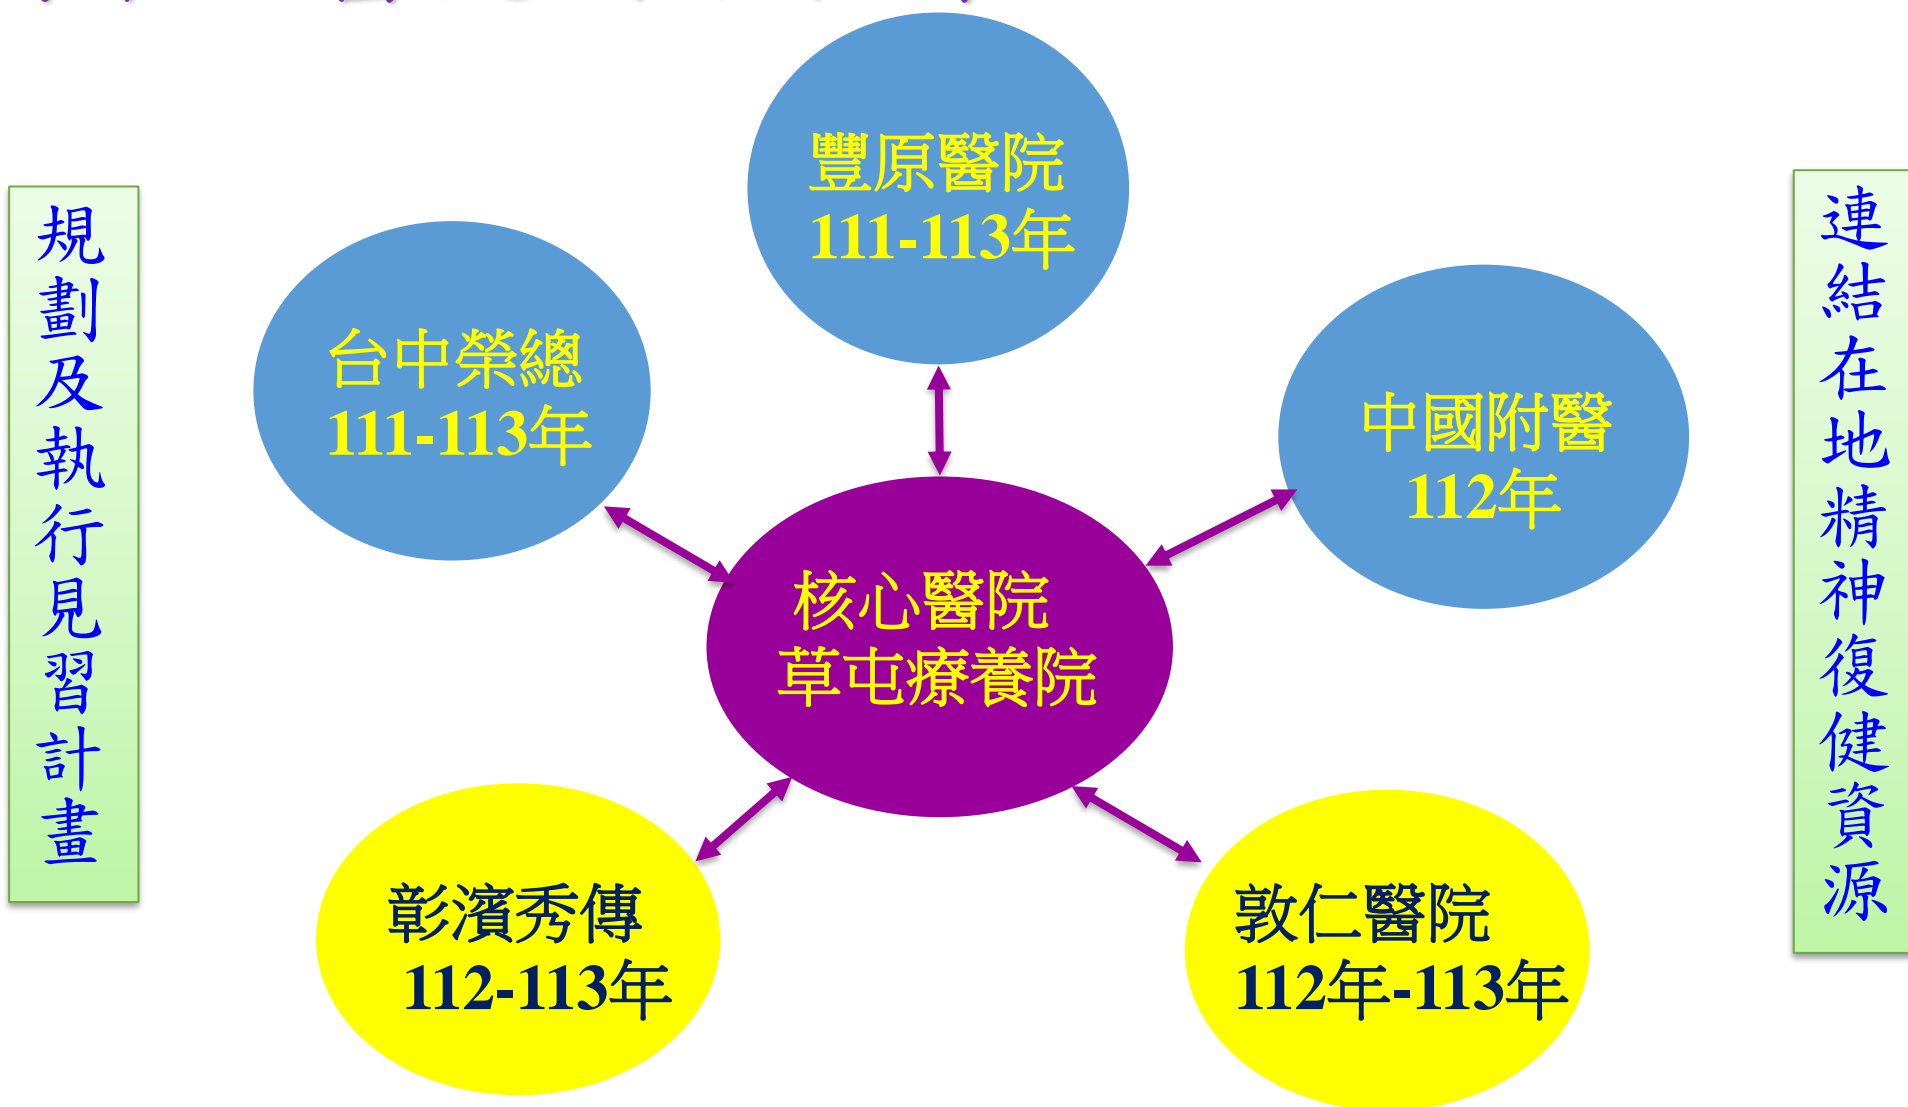 豐原醫院
111-113年
台中榮總
111-113年
中國附醫
112年
核心醫院
草屯療養院
彰濱秀傳
112-113年
敦仁醫院
112年-113年
規劃及執行見習計畫
連結在地精神復健資源